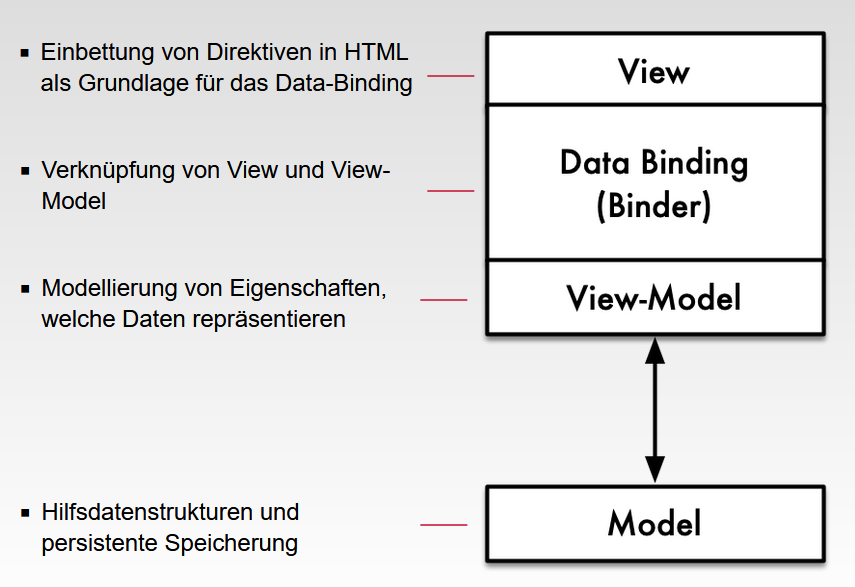 ▪ Einbettung von Direktiven in HTML
als Grundlage für das Data-Binding
View
▪ Verknüpfung von View und View-
Model
Data Binding
(Binder)
▪ Modellierung von Eigenschaften,
welche Daten repräsentieren
View-Model
▪ Hilfsdatenstrukturen und
persistente Speicherung
Model